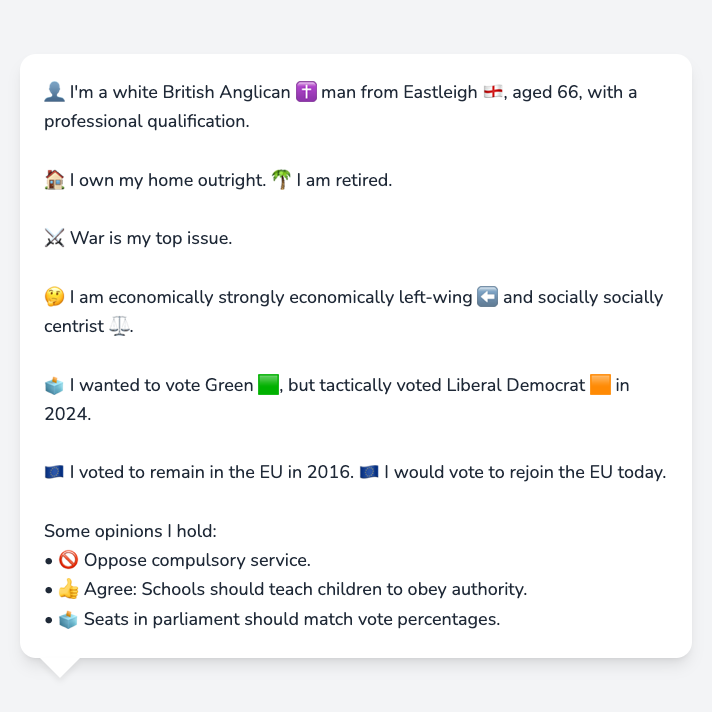 👤 I'm a white British Anglican ✝️ man from Eastleigh 🏴󠁧󠁢󠁥󠁮󠁧󠁿, aged 66, with a
professional qualification.
🏠 I own my home outright. 🌴 I am retired.
⚔️ War is my top issue.
🤔 I am economically strongly economically left-wing ⬅️ and socially socially
centrist ⚖️.
🗳️ I wanted to vote Green 🟩, but tactically voted Liberal Democrat 🟧 in
2024.
🇪🇺 I voted to remain in the EU in 2016. 🇪🇺 I would vote to rejoin the EU today.
Some opinions I hold:
• 🚫 Oppose compulsory service.
• 👍 Agree: Schools should teach children to obey authority.
• 🗳️ Seats in parliament should match vote percentages.